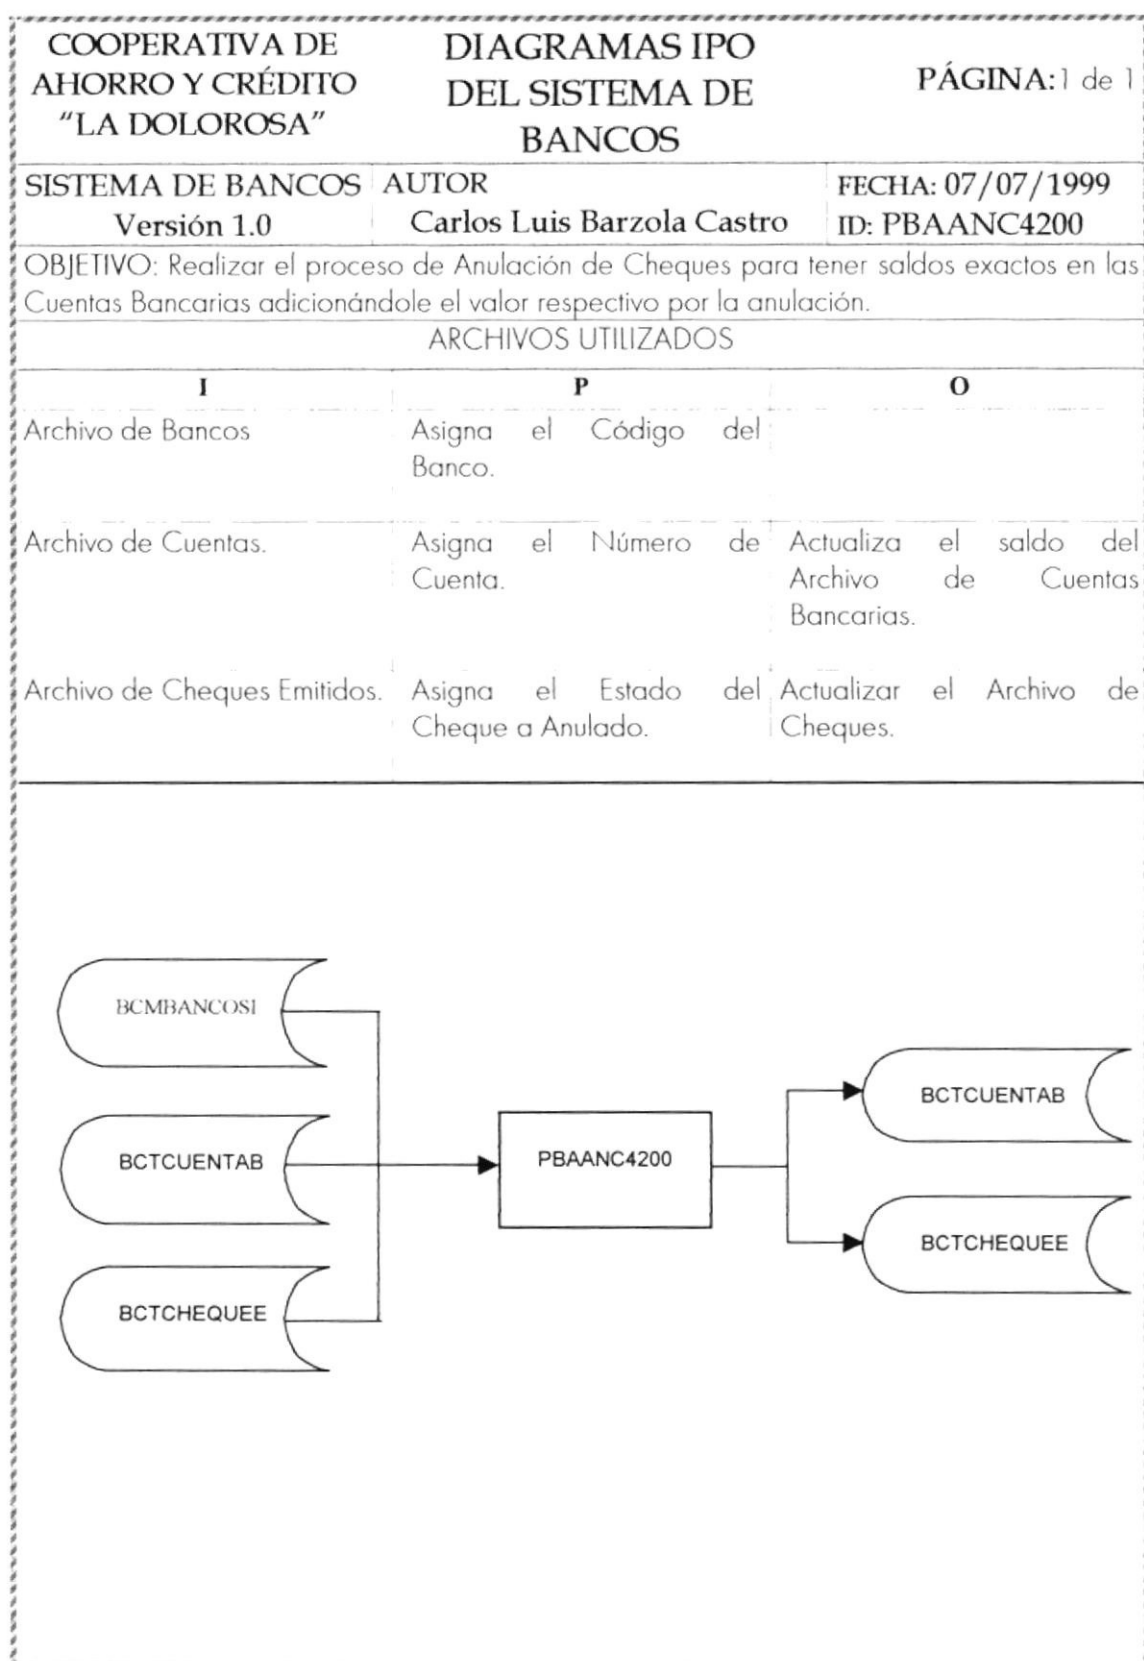 COOPERATIVA DE
AHORRO Y CRÉDITO
"LA DOLOROSA"
DIAGRAMAS IPO
DEL SISTEMA DE
BANCOS
PÁGINA:1 de 1
SISTEMA DE BANCOS
Versión 1.0
AUTOR
Carlos Luis Barzola Castro
FECHA: 07/07/1999
ID: PBAANC4200
OBJETIVO: Realizar el proceso de Anulación de Cheques para tener saldos exactos en las
Cuentas Bancarias adicionándole el valor respectivo por la anulación.
ARCHIVOS UTILIZADOS
I P O
Archivo de Bancos
Asigna el Código del
Banco.
Archivo de Cuentas.
Asigna el Número de
Cuenta.
Actualiza el saldo del
Archivo de Cuentas
Bancarias.
Archivo de Cheques Emitidos.
Asigna el Estado del
Cheque a Anulado.
Actualizar el Archivo de
Cheques.
BCMBANCOSI
BCTCUENTAB
BCTCHEQUEE
PBAANC4200
BCTCUENTAB
BCTCHEQUEE